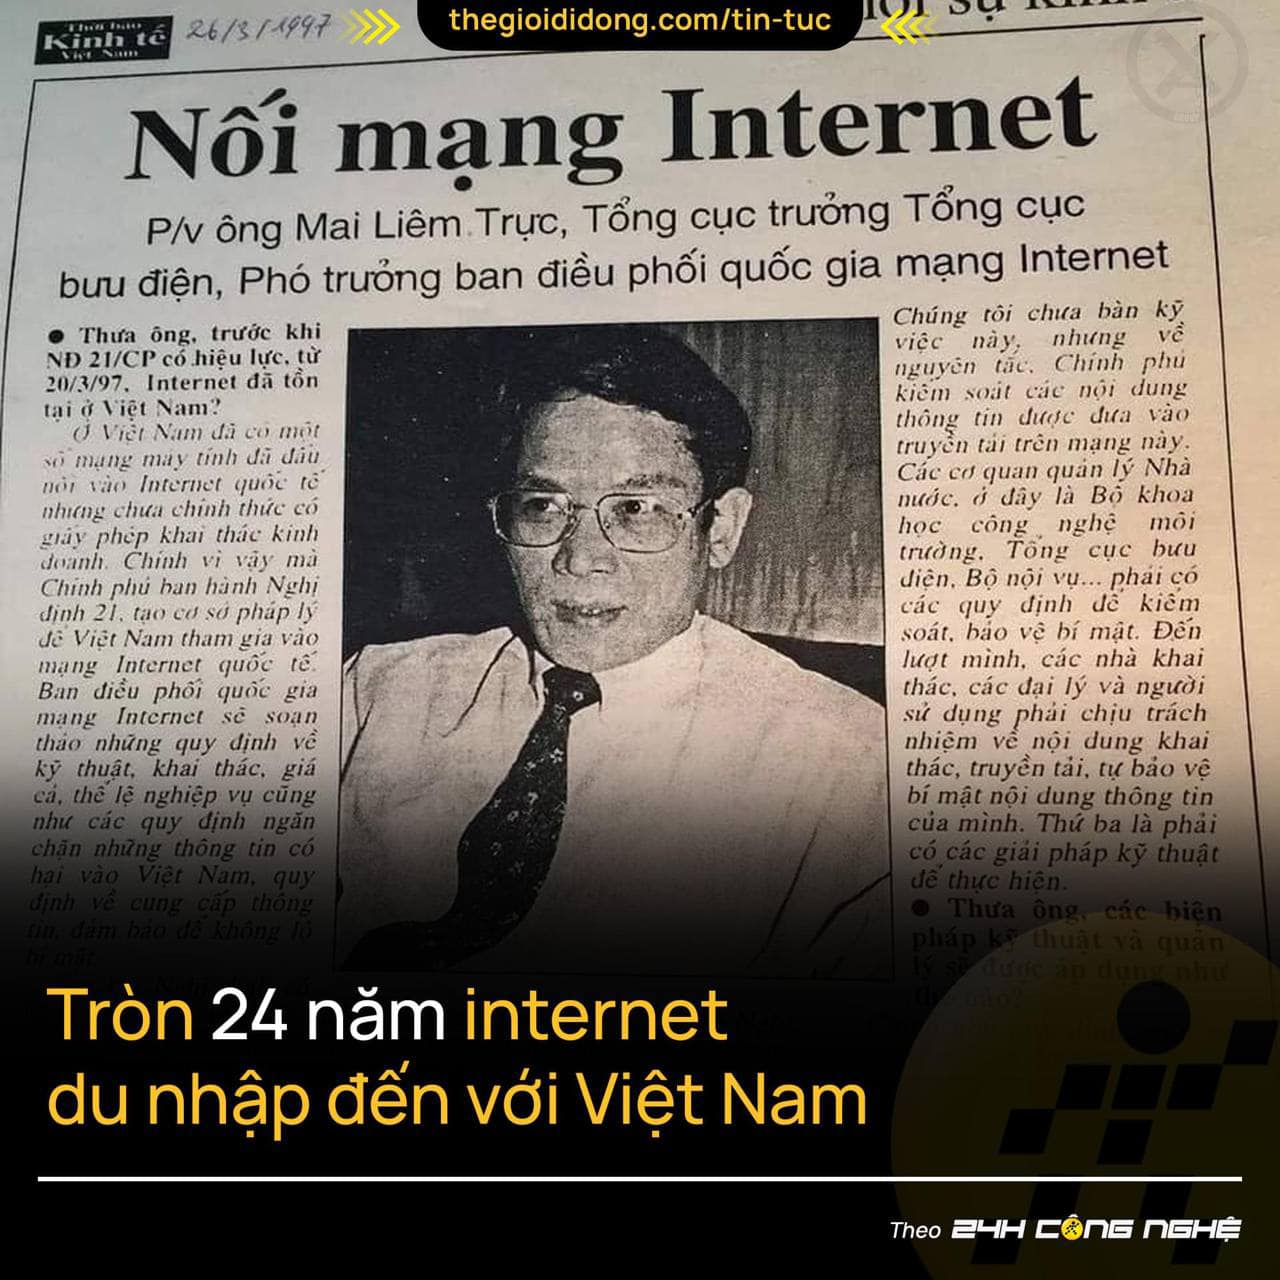 thegioididong.com/tin-tuc
Thời báo
Kinh tế
Việt Nam
26/3/1997
Nối mạng Internet
P/v ông Mai Liêm Trực, Tổng cục trưởng Tổng cục
bưu điện, Phó trưởng ban điều phối quốc gia mạng Internet
● Thưa ông, trước khi
NĐ 21/CP có hiệu lực, từ
20/3/97, Internet đã tồn
tại ở Việt Nam?
Ở Việt Nam đã có một
số mạng máy tính đã đấu
nối vào Internet quốc tế
nhưng chưa chính thức có
giấy phép khai thác kinh
doanh. Chính vì vậy mà
Chính phủ ban hành Nghị
định 21, tạo cơ sở pháp lý
để Việt Nam tham gia vào
mạng Internet quốc tế.
Ban điều phối quốc gia
mạng Internet sẽ soạn
thảo những quy định về
kỹ thuật, khai thác, giá
cả, thể lệ nghiệp vụ cũng
như các quy định ngăn
chặn những thông tin có
hại vào Việt Nam, quy
định về cung cấp thông
tin, đảm bảo để không lộ
bí mật
Chúng tôi chưa bàn kỹ
việc này, nhưng về
nguyên tắc, Chính phủ
kiểm soát các nội dung
thông tin được đưa vào
truyền tải trên mạng này.
Các cơ quan quản lý Nhà
nước, ở đây là Bộ khoa
học công nghệ môi
trường, Tổng cục bưu
điện, Bộ nội vụ... phải có
các quy định để kiểm
soát, bảo vệ bí mật. Đến
lượt mình, các nhà khai
thác, các đại lý và người
sử dụng phải chịu trách
nhiệm về nội dung khai
thác, truyền tải, tự bảo vệ
bí mật nội dung thông tin
của mình. Thứ ba là phải
có các giải pháp kỹ thuật
để thực hiện.
● Thưa ông, các biện
pháp kỹ thuật và quản
lý sẽ được áp dụng như
thế nào?
Tròn 24 năm internet
du nhập đến với Việt Nam
Theo 24H CÔNG NGHỆ